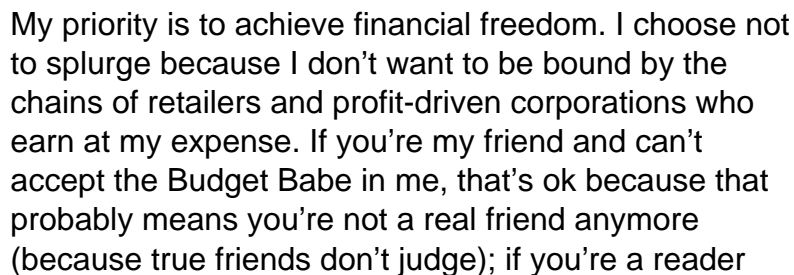 My priority is to achieve financial freedom. I choose not
to splurge because I don’t want to be bound by the
chains of retailers and profit-driven corporations who
earn at my expense. If you’re my friend and can’t
accept the Budget Babe in me, that’s ok because that
probably means you’re not a real friend anymore
(because true friends don’t judge); if you’re a reader